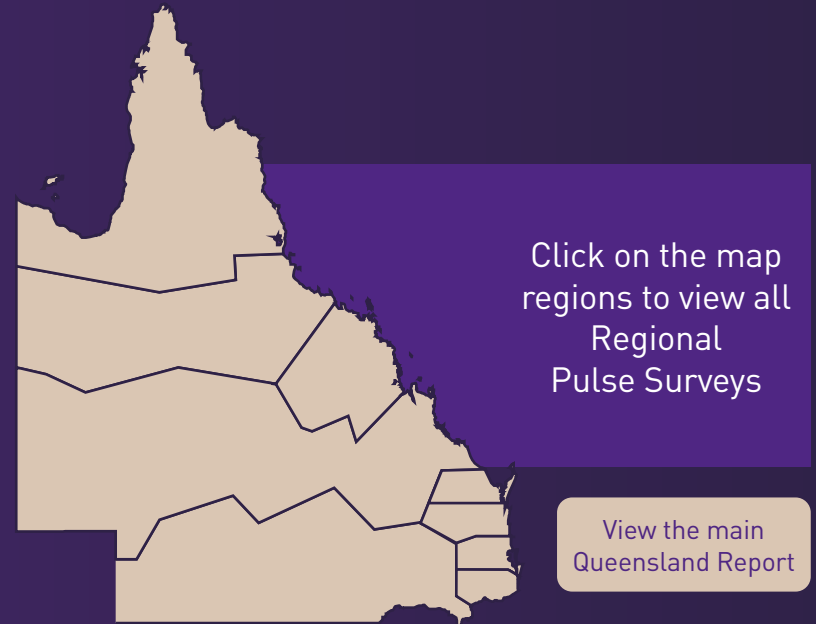 Click on the map
regions to view all
Regional
Pulse Surveys
View the main
Queensland Report